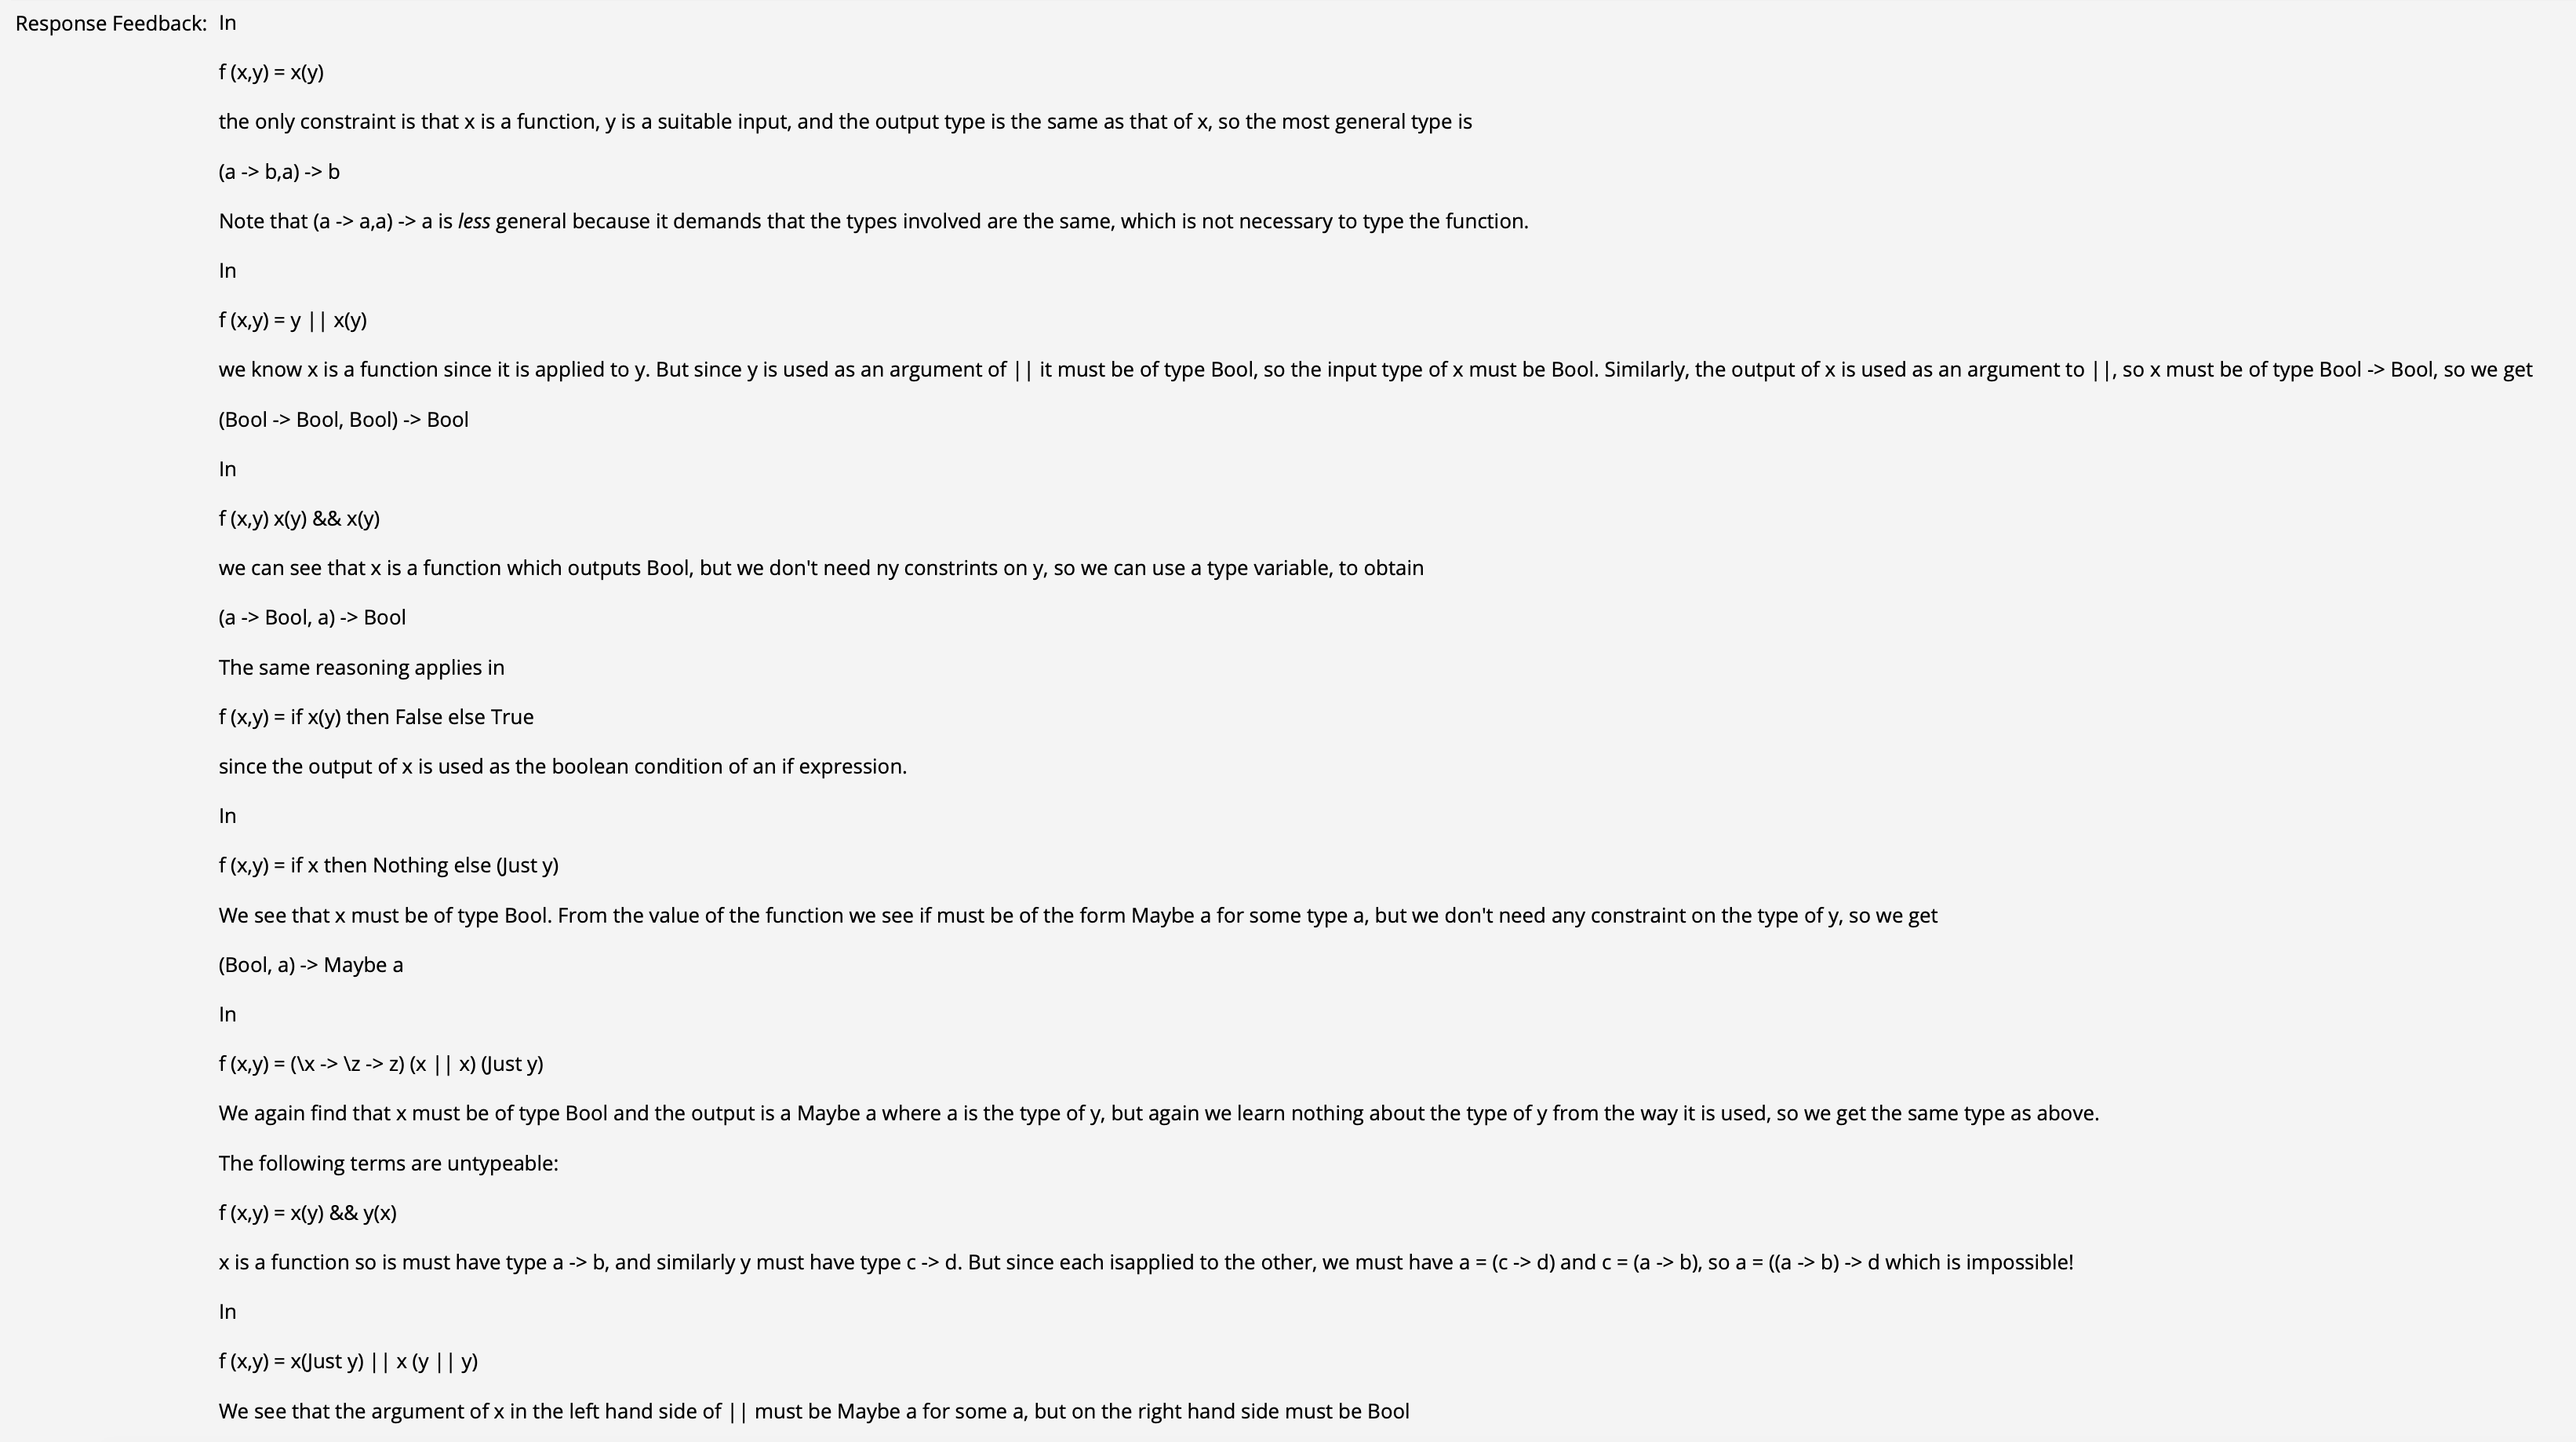 Response Feedback: In
f (x,y) = x(y)
the only constraint is that x is a function, y is a suitable input, and the output type is the same as that of x, so the most general type is
(a -> b,a) -> b
Note that (a -> a,a) -> a is less general because it demands that the types involved are the same, which is not necessary to type the function.
In
f (x,y) = y || x(y)
we know x is a function since it is applied to y. But since y is used as an argument of || it must be of type Bool, so the input type of x must be Bool. Similarly, the output of x is used as an argument to ||, so x must be of type Bool -> Bool, so we get
(Bool -> Bool, Bool) -> Bool
In
f (x,y) x(y) && x(y)
we can see that x is a function which outputs Bool, but we don't need ny constrints on y, so we can use a type variable, to obtain
(a -> Bool, a) -> Bool
The same reasoning applies in
f (x,y) = if x(y) then False else True
since the output of x is used as the boolean condition of an if expression.
In
f (x,y) = if x then Nothing else (Just y)
We see that x must be of type Bool. From the value of the function we see if must be of the form Maybe a for some type a, but we don't need any constraint on the type of y, so we get
(Bool, a) -> Maybe a
In
f (x,y) = (\x -> \z -> z) (x || x) (Just y)
We again find that x must be of type Bool and the output is a Maybe a where a is the type of y, but again we learn nothing about the type of y from the way it is used, so we get the same type as above.
The following terms are untypeable:
f (x,y) = x(y) && y(x)
x is a function so is must have type a -> b, and similarly y must have type c -> d. But since each isapplied to the other, we must have a = (c -> d) and c = (a -> b), so a = ((a -> b) -> d which is impossible!
In
f (x,y) = x(Just y) || x (y || y)
We see that the argument of x in the left hand side of || must be Maybe a for some a, but on the right hand side must be Bool